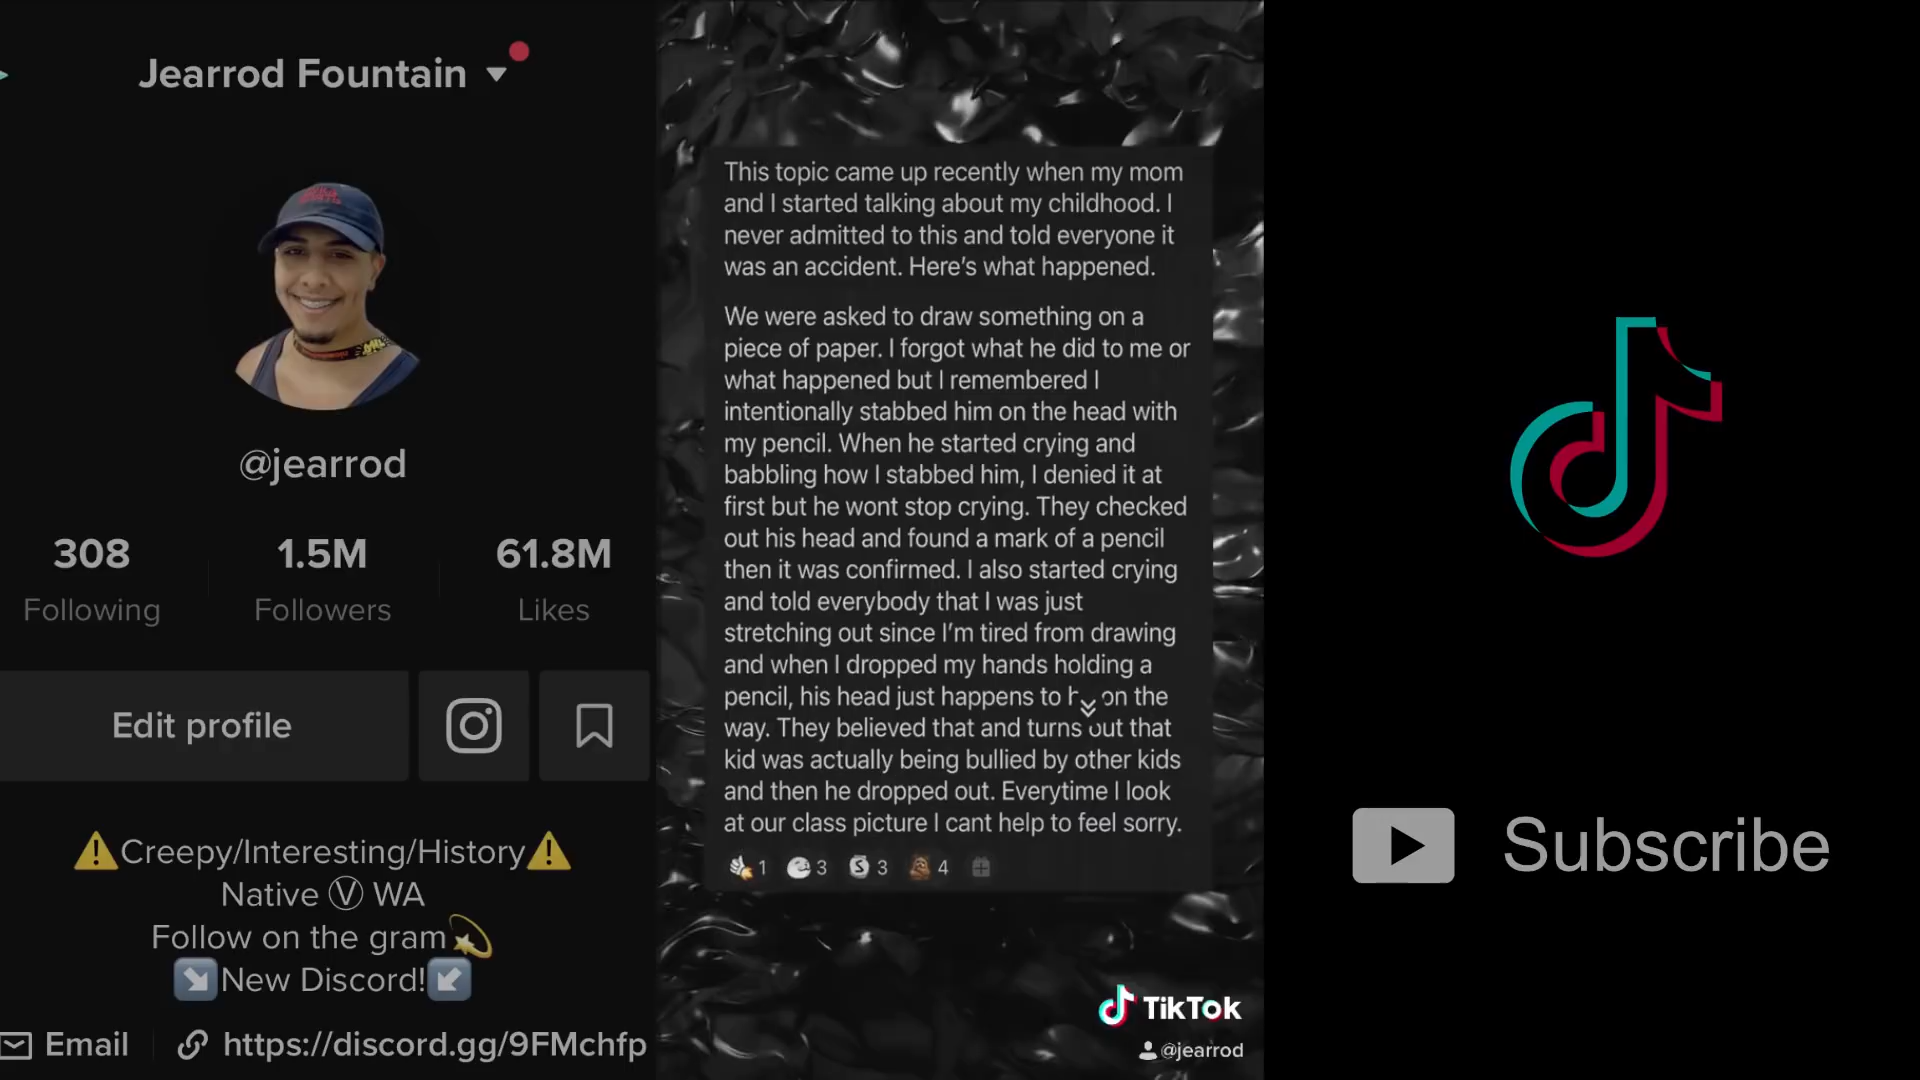 Jearrod Fountain
@jearrod
308
Following
1.5M
Followers
61.8M
Likes
Edit profile
Creepy/Interesting/History
Native Ⓥ WA
Follow on the gram
New Discord!
Email
https://discord.gg/9FMchfp
This topic came up recently when my mom
and I started talking about my childhood. I
never admitted to this and told everyone it
was an accident. Here's what happened.
We were asked to draw something on a
piece of paper. I forgot what he did to me or
what happened but I remembered I
intentionally stabbed him on the head with
my pencil. When he started crying and
babbling how I stabbed him, I denied it at
first but he wont stop crying. They checked
out his head and found a mark of a pencil
then it was confirmed. I also started crying
and told everybody that I was just
stretching out since I'm tired from drawing
and when I dropped my hands holding a
pencil, his head just happens to on the
way. They believed that and turns out that
kid was actually being bullied by other kids
and then he dropped out. Everytime I look
at our class picture I cant help to feel sorry.
1 3 3 4
TikTok
@jearrod
Subscribe